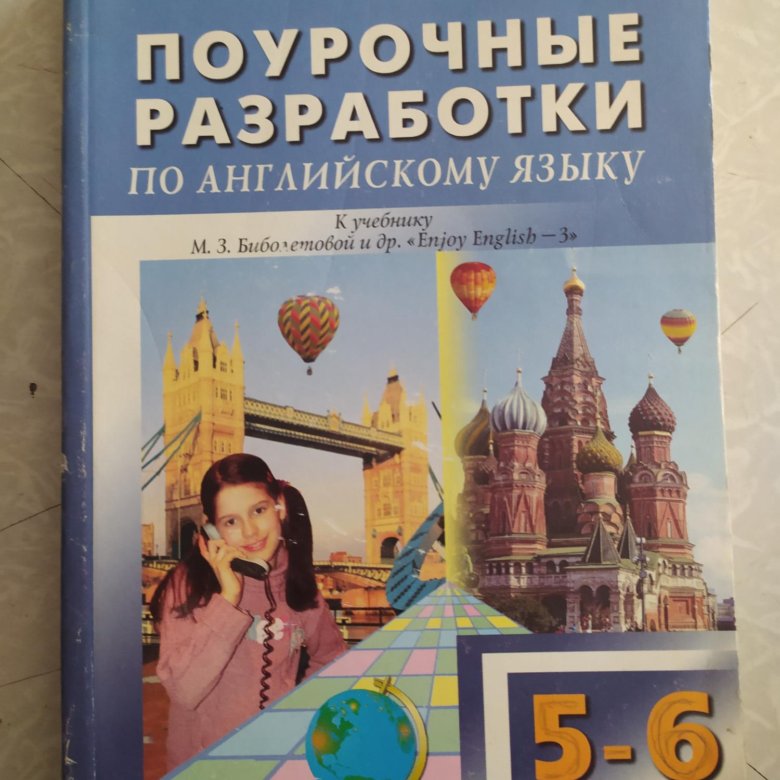 ПОУРОЧНЫЕ
РАЗРАБОТКИ
ПО АНГЛИЙСКОМУ ЯЗЫКУ
К учебнику
М. З. Биболетовой и др. «Enjoy English – 3»
5-6